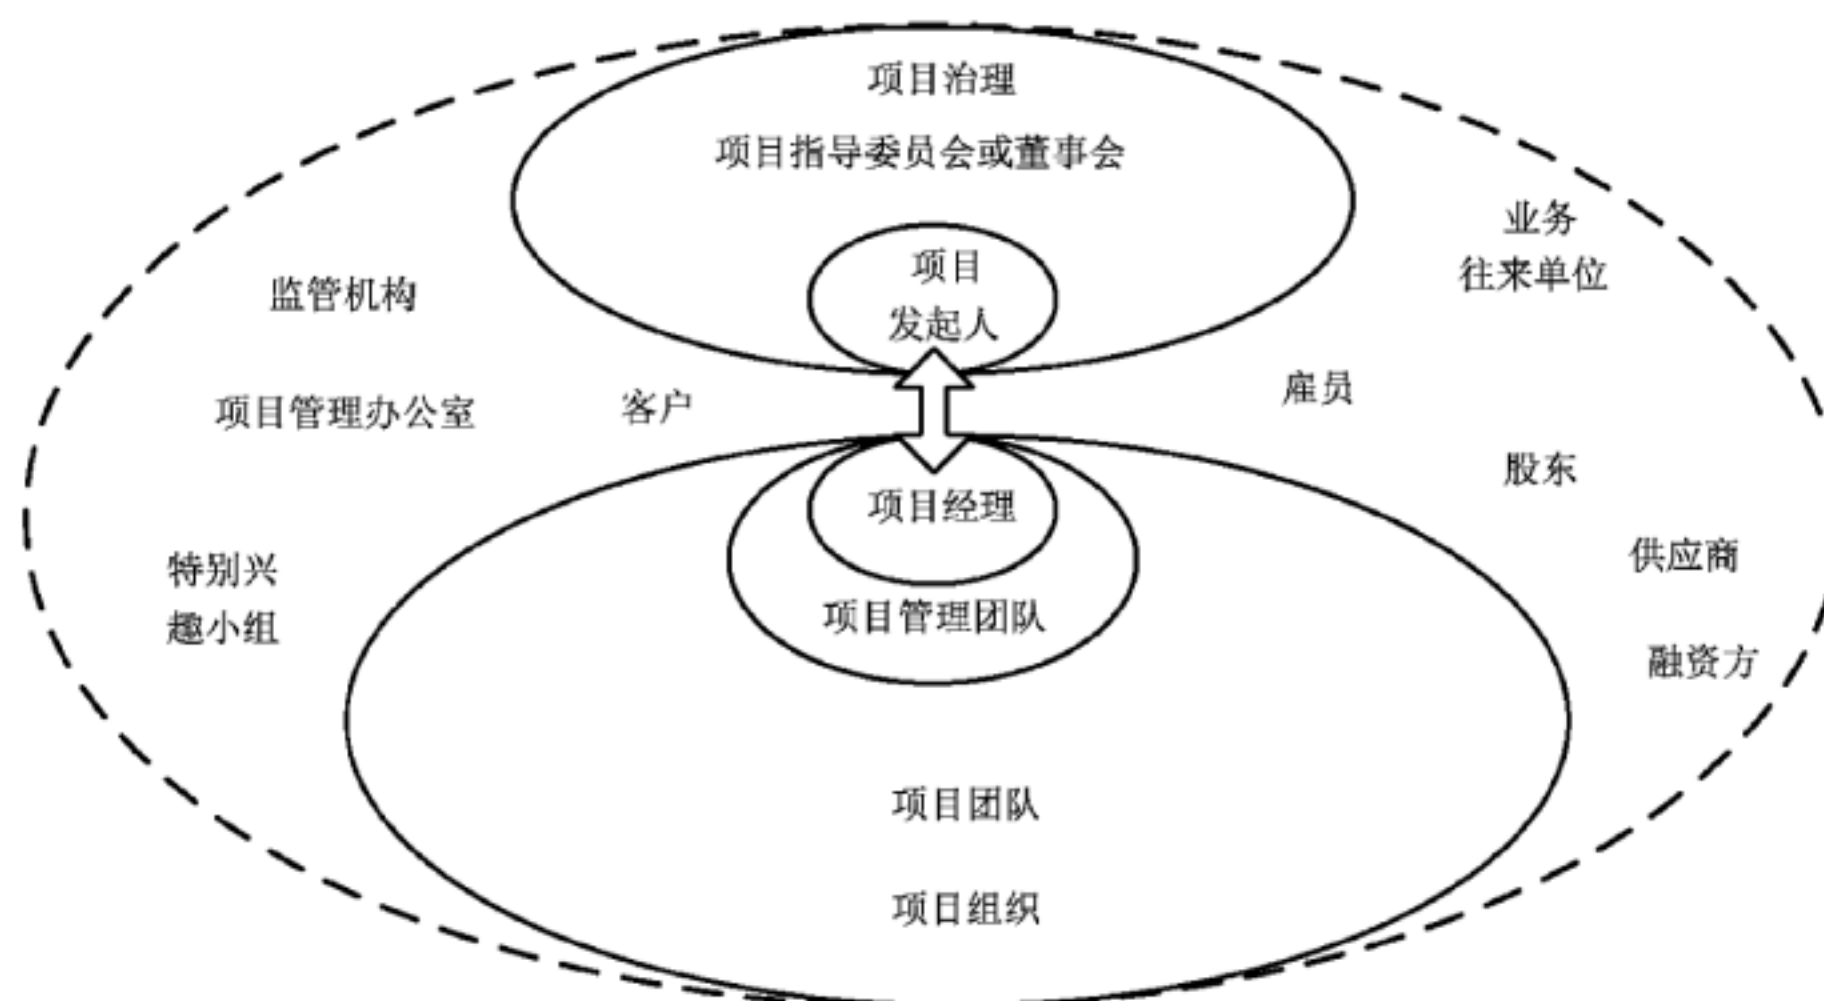 项目治理
项目指导委员会或董事会
项目
发起人
监管机构
业务
往来单位
项目管理办公室
客户
雇员
股东
项目经理
供应商
特别兴
趣小组
项目管理团队
融资方
项目团队
项目组织